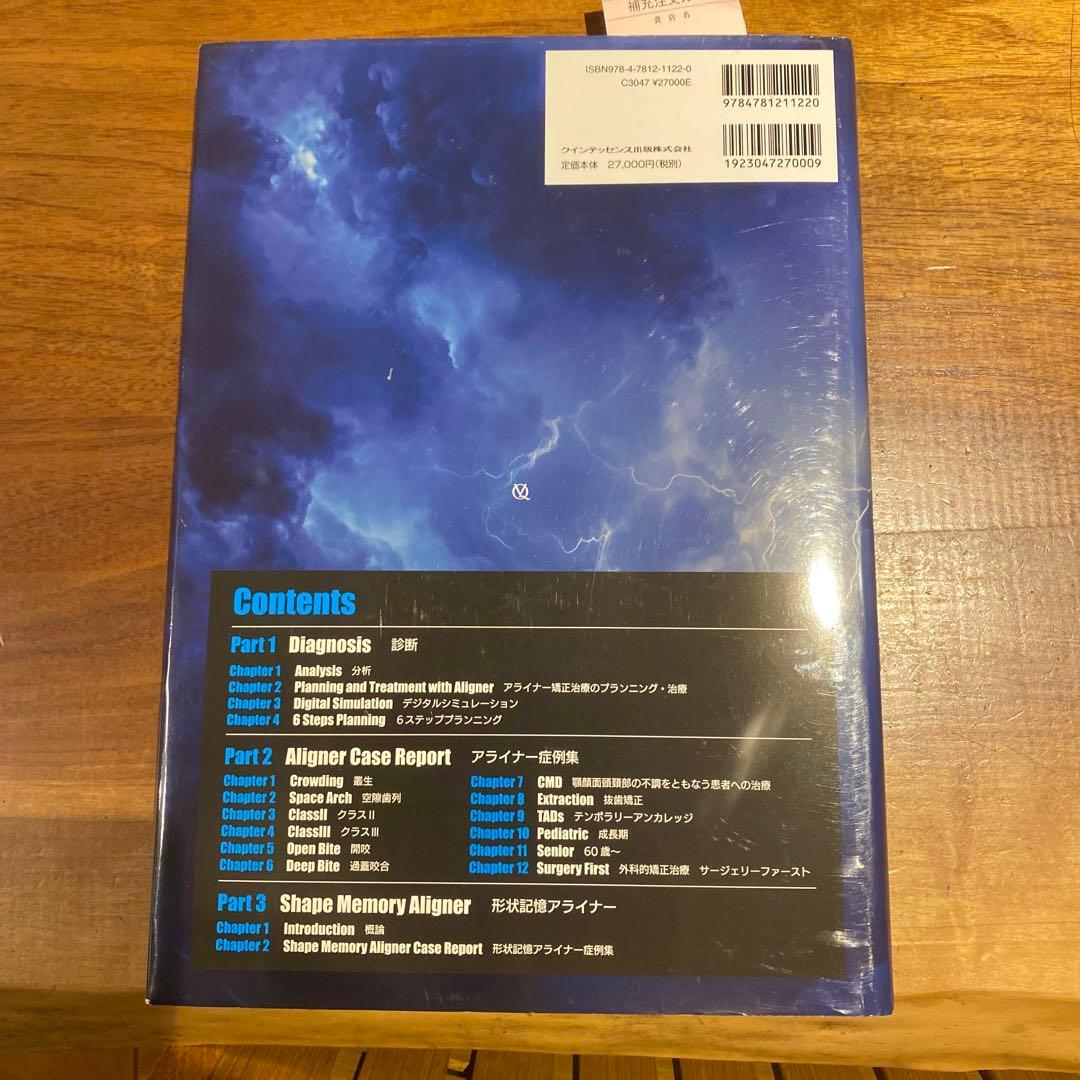 補充注文カ
貴店名
ISBN978-4-7812-1122-0
C3047 ¥27000E
9784781211220
クインテッセンス出版株式会社
定価本体 27,000円(税別)
1923047270009
Contents
Part 1 Diagnosis 診断
Chapter 1 Analysis 分析
Chapter 2 Planning and Treatment with Aligner アライナー矯正治療のプランニング・治療
Chapter 3 Digital Simulation デジタルシミュレーション
Chapter 4 6 Steps Planning 6ステッププランニング
Part 2 Aligner Case Report アライナー症例集
Chapter 1 Crowding 叢生
Chapter 2 Space Arch 空隙歯列
Chapter 3 ClassII クラスⅡ
Chapter 4 ClassIII クラスⅢ
Chapter 5 Open Bite 開咬
Chapter 6 Deep Bite 過蓋咬合
Chapter 7 CMD 顎顔面頭頚部の不調をともなう患者への治療
Chapter 8 Extraction 抜歯矯正
Chapter 9 TADs テンポラリーアンカレッジ
Chapter 10 Pediatric 成長期
Chapter 11 Senior 60歳～
Chapter 12 Surgery First 外科的矯正治療 サージェリーファースト
Part 3 Shape Memory Aligner 形状記憶アライナー
Chapter 1 Introduction 概論
Chapter 2 Shape Memory Aligner Case Report 形状記憶アライナー症例集